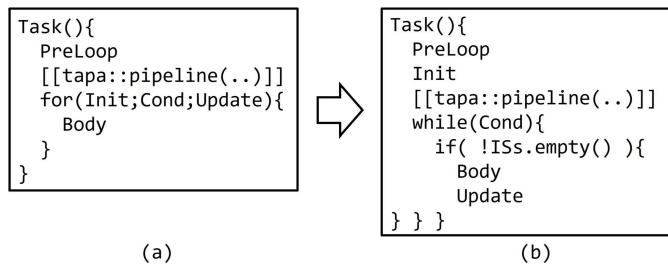 Task(){
PreLoop
[[tapa::pipeline(..)]]
for(Init;Cond;Update){
Body
}
}
(a)
Task(){
PreLoop
Init
[[tapa::pipeline(..)]]
while(Cond){
if( !ISs.empty() ){
Body
Update
} } }
(b)